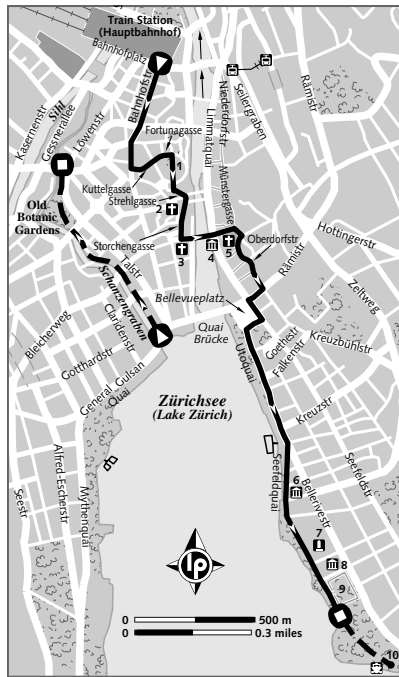 Train Station
(Hauptbahnhof)
Bahnhofplatz
Sihl
Kasernenstr
Gessnerallee
Löwenstr
Bahnhofstr
Limmatquai
Niederdorfstr
Seilergraben
Rämistr
Fortunagasse
1
Münstergasse
Kuttelgasse
Strehlgasse
2
Old
Botanic
Gardens
Storchengasse
3
4
5
Oberdorfstr
Hottingerstr
Rämistr
Talstr
Schanzengraben
Bellevueplatz
Zeltweg
Claridenstr
Bleicherweg
Quai
Brücke
Goethestr
Falkenstr
Kreuzbühlstr
Gotthardstr
Utoquai
General Guisan
Quai
Zürichsee
(Lake Zürich)
Kreuzstr
Seefeldquai
Seefeldstr
Alfred-Escherstr
Mythenquai
Seestr
6
Bellerivestr
7
8
9
lp
0 500 m
0 0.3 miles
10